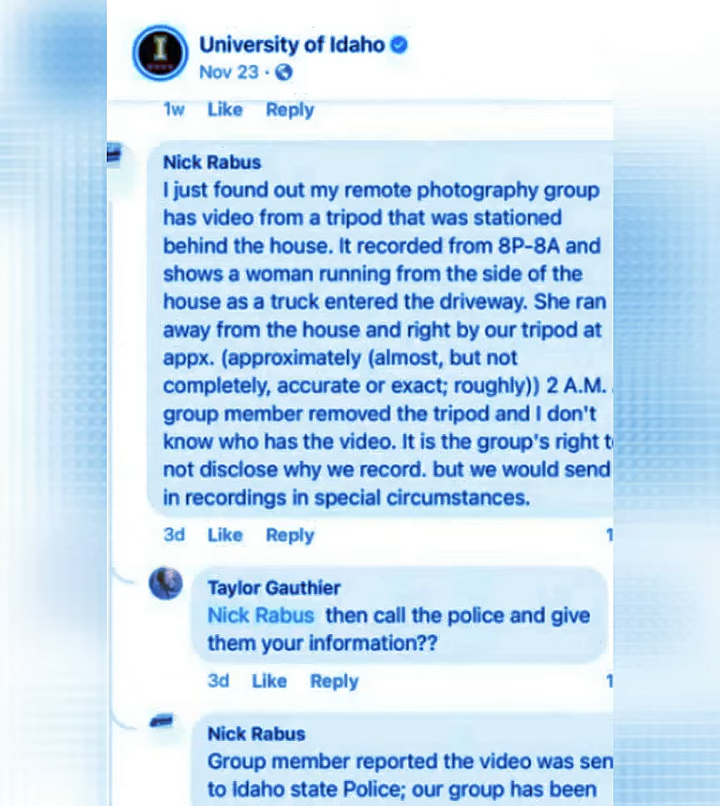 I
University of Idaho
Nov 23
1w Like Reply
Nick Rabus
I just found out my remote photography group
has video from a tripod that was stationed
behind the house. It recorded from 8P-8A and
shows a woman running from the side of the
house as a truck entered the driveway. She ran
away from the house and right by our tripod at
appx. (approximately (almost, but not
completely, accurate or exact; roughly)) 2 A.M.
group member removed the tripod and I don't
know who has the video. It is the group's right t
not disclose why we record. but we would send
in recordings in special circumstances.
3d Like Reply 1
Taylor Gauthier
Nick Rabus then call the police and give
them your information??
3d Like Reply 1
Nick Rabus
Group member reported the video was sen
to Idaho state Police; our group has been